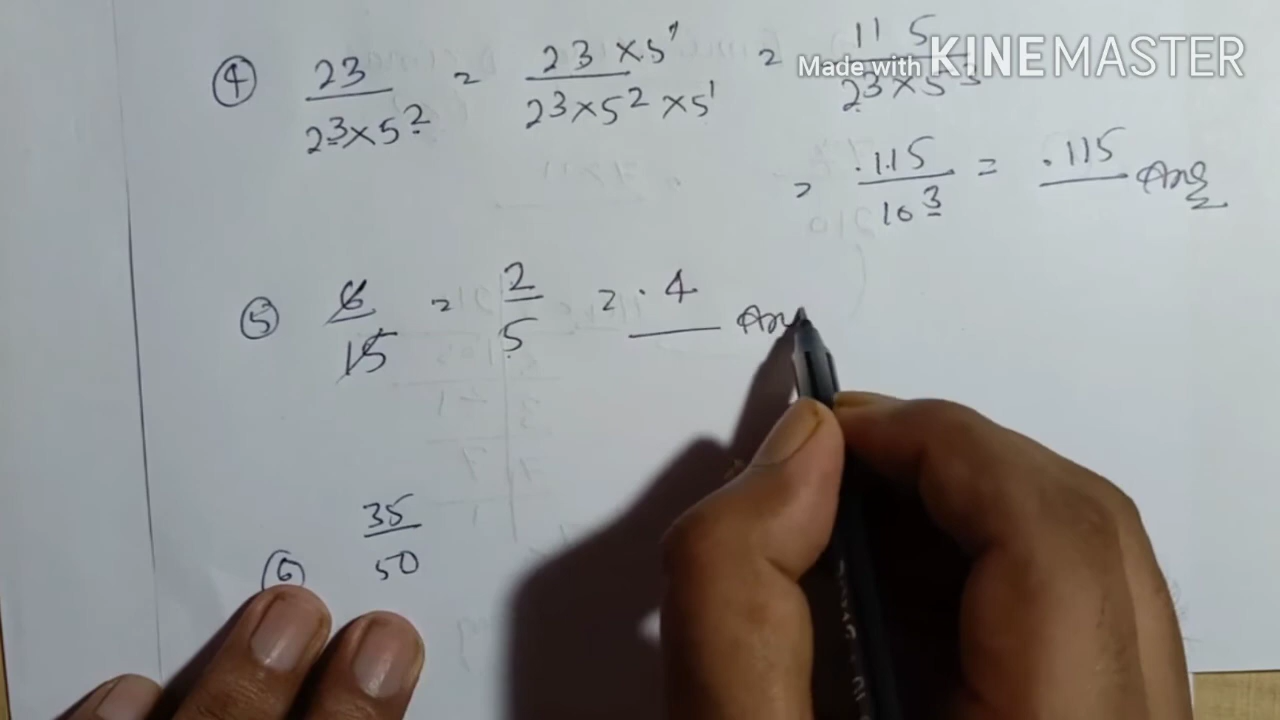 ④ 23/2³×5² = 23×5¹/2³×5²×5¹ = 115/2³×5³
Made with KINEMASTER
= .115/10³ = .115 Ans
⑤ 6/15 = 2/5 = .4 Ans
⑥ 35/50